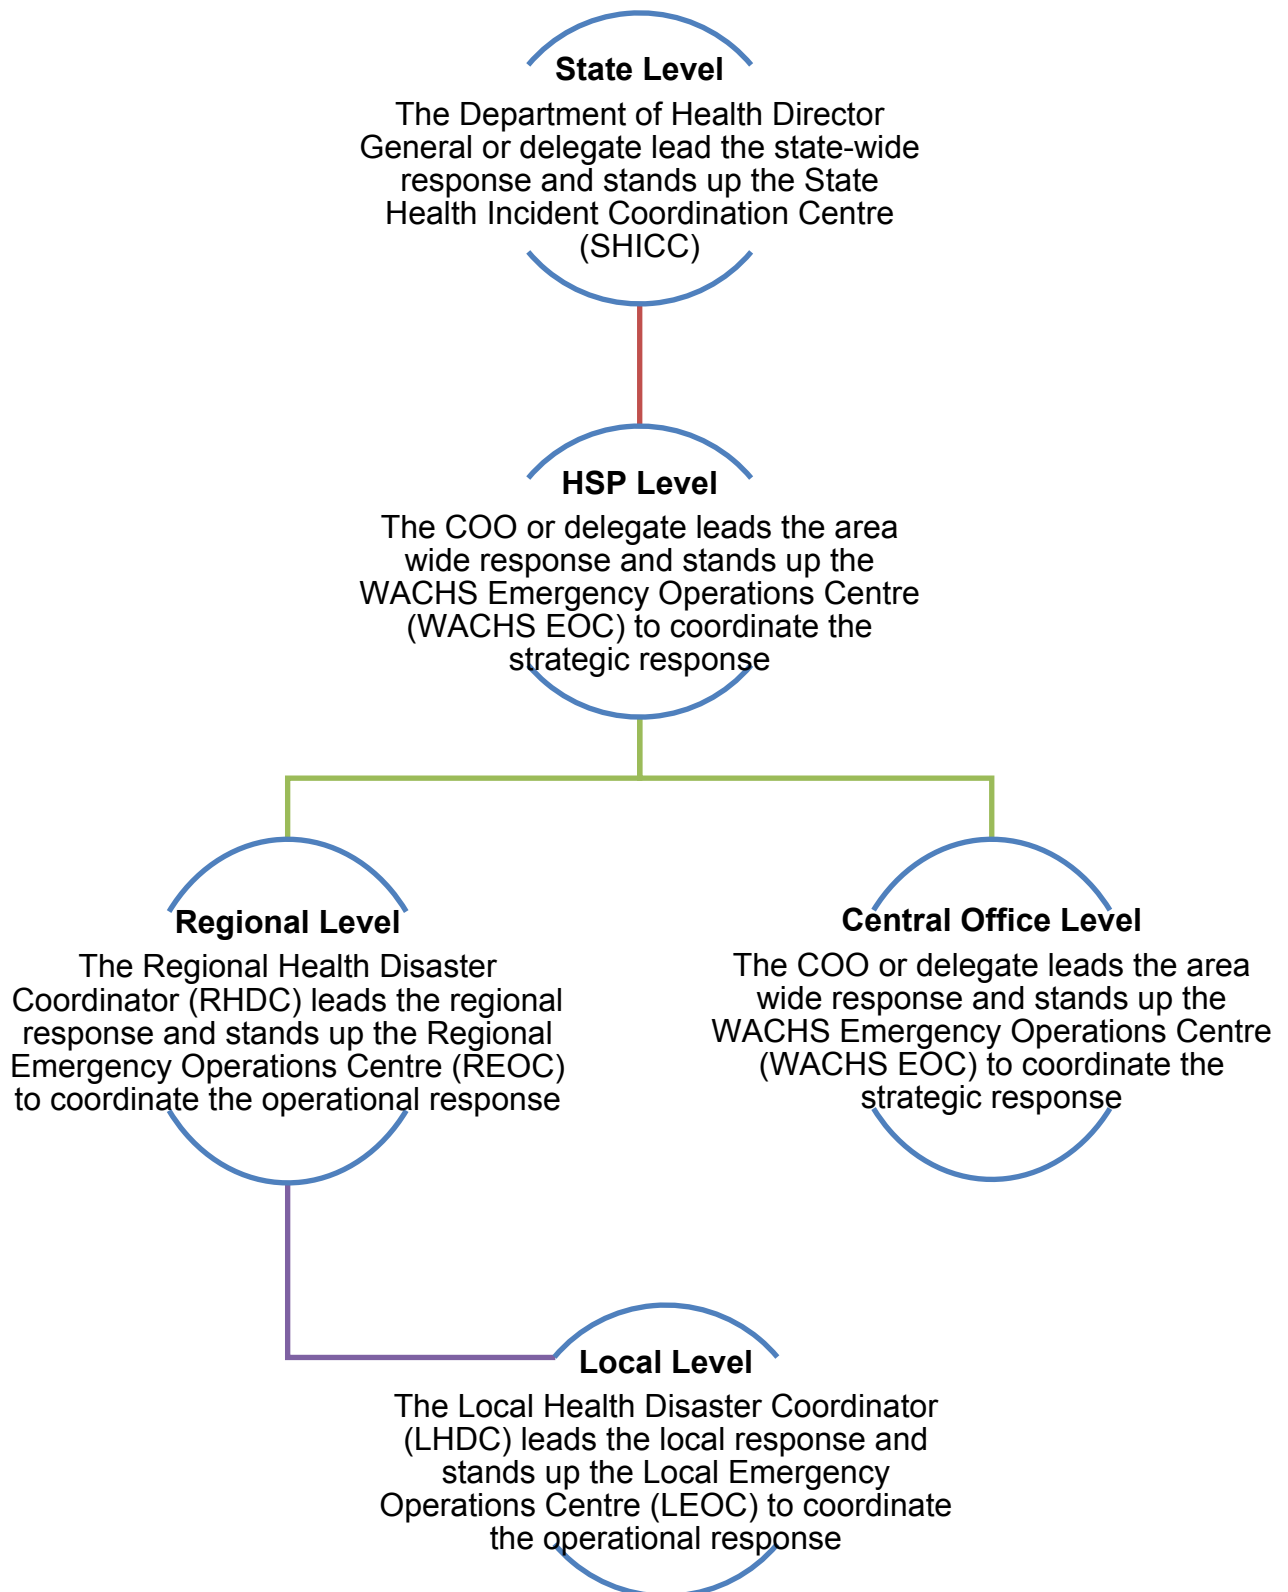 State Level
The Department of Health Director
General or delegate lead the state-wide
response and stands up the State
Health Incident Coordination Centre
(SHICC)
HSP Level
The COO or delegate leads the area
wide response and stands up the
WACHS Emergency Operations Centre
(WACHS EOC) to coordinate the
strategic response
Regional Level
The Regional Health Disaster
Coordinator (RHDC) leads the regional
response and stands up the Regional
Emergency Operations Centre (REOC)
to coordinate the operational response
Central Office Level
The COO or delegate leads the area
wide response and stands up the
WACHS Emergency Operations Centre
(WACHS EOC) to coordinate the
strategic response
Local Level
The Local Health Disaster Coordinator
(LHDC) leads the local response and
stands up the Local Emergency
Operations Centre (LEOC) to coordinate
the operational response